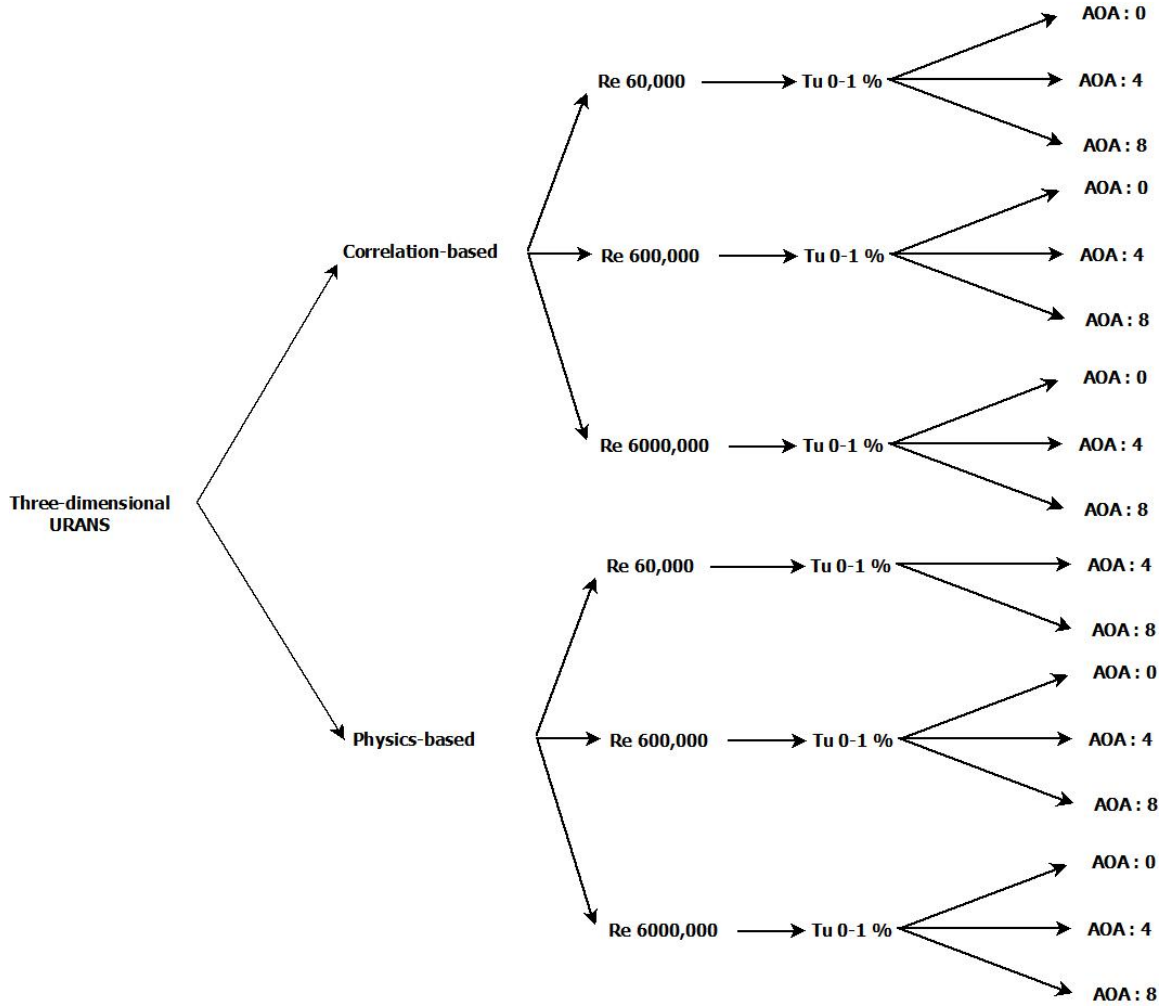 AOA : 0
Re 60,000
Tu 0-1 %
AOA : 4
AOA : 8
AOA : 0
Correlation-based
Re 600,000
Tu 0-1 %
AOA : 4
AOA : 8
AOA : 0
Re 6000,000
Tu 0-1 %
AOA : 4
AOA : 8
Three-dimensional
URANS
Re 60,000
Tu 0-1 %
AOA : 4
AOA : 8
AOA : 0
Physics-based
Re 600,000
Tu 0-1 %
AOA : 4
AOA : 8
AOA : 0
Re 6000,000
Tu 0-1 %
AOA : 4
AOA : 8